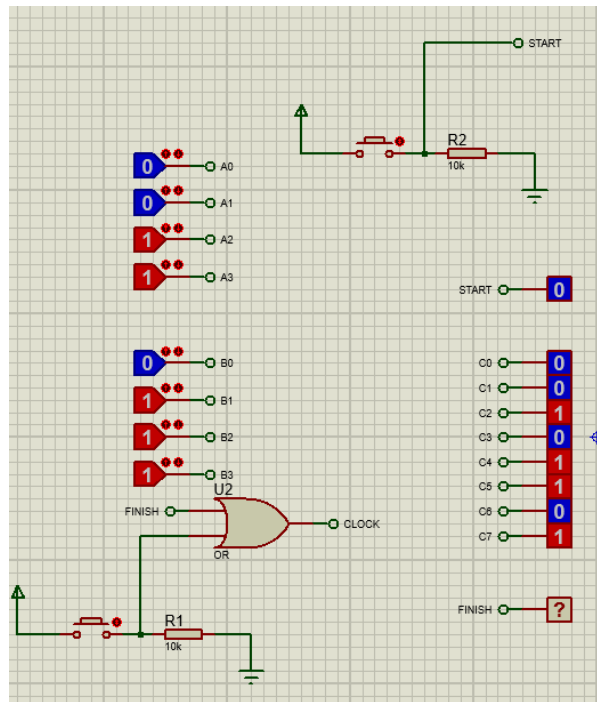 START
R2
10k
0 A0
0 A1
1 A2
1 A3
START 0
0 B0
1 B1
1 B2
1 B3
C0 0
C1 0
C2 1
C3 0
C4 1
C5 1
C6 0
C7 1
U2
FINISH
CLOCK
OR
FINISH ?
R1
10k